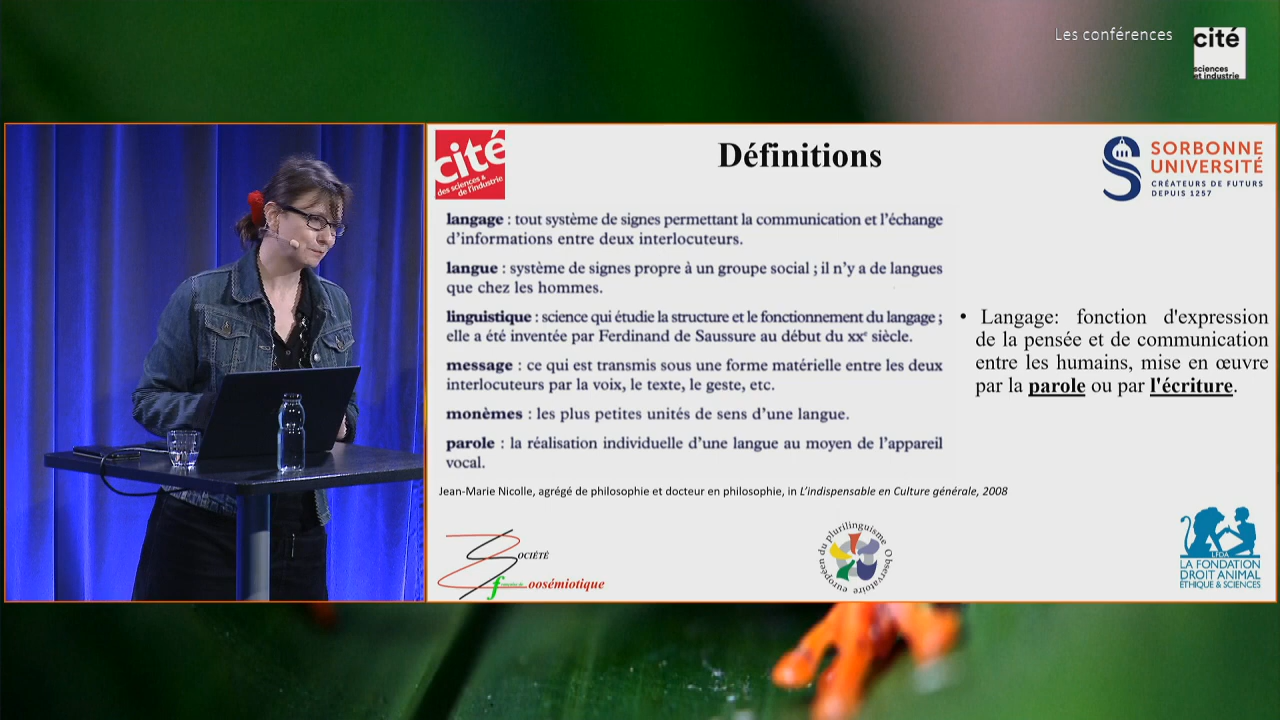 Les conférences
cité
sciences
et industrie
cité
des sciences &
de l'industrie
Définitions
SORBONNE
UNIVERSITÉ
CRÉATEURS DE FUTURS
DEPUIS 1257
langage : tout système de signes permettant la communication et l'échange
d'informations entre deux interlocuteurs.
langue : système de signes propre à un groupe social ; il n'y a de langues
que chez les hommes.
linguistique : science qui étudie la structure et le fonctionnement du langage ;
elle a été inventée par Ferdinand de Saussure au début du XXe siècle.
message : ce qui est transmis sous une forme matérielle entre les deux
interlocuteurs par la voix, le texte, le geste, etc.
monèmes : les plus petites unités de sens d'une langue.
parole : la réalisation individuelle d'une langue au moyen de l'appareil
vocal.
• Langage: fonction d'expression
de la pensée et de communication
entre les humains, mise en œuvre
par la parole ou par l'écriture.
Jean-Marie Nicolle, agrégé de philosophie et docteur en philosophie, in L'indispensable en Culture générale, 2008
SOCIÉTÉ
Zoosémiotique
Observatoire européen du plurilinguisme
LFDA
LA FONDATION
DROIT ANIMAL
ÉTHIQUE & SCIENCES